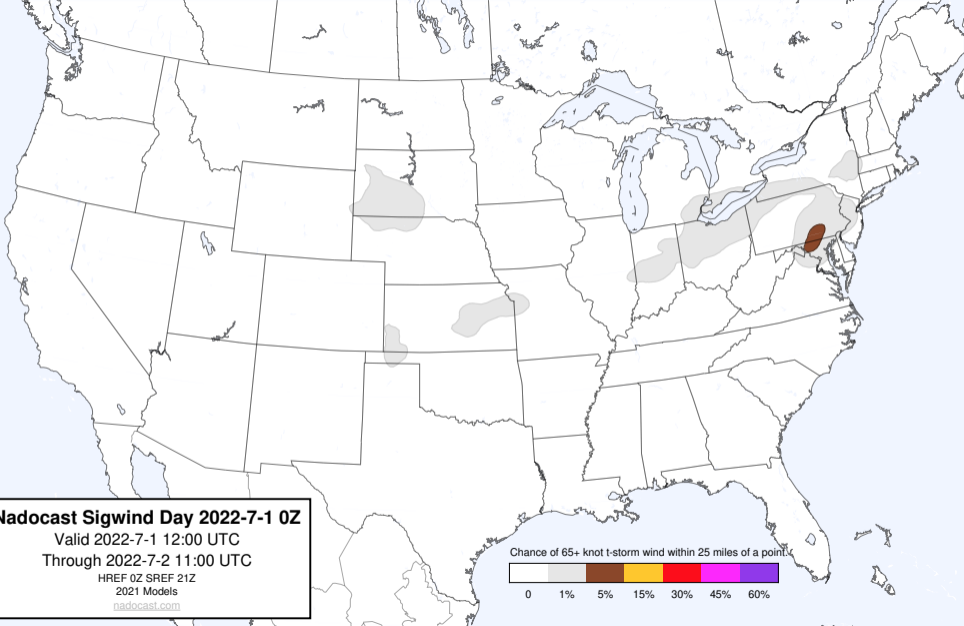 Nadocast Sigwind Day 2022-7-1 0Z
Valid 2022-7-1 12:00 UTC
Through 2022-7-2 11:00 UTC
HREF 0Z SREF 21Z
2021 Models
nadocast.com
Chance of 65+ knot t-storm wind within 25 miles of a point.
0 1% 5% 15% 30% 45% 60%